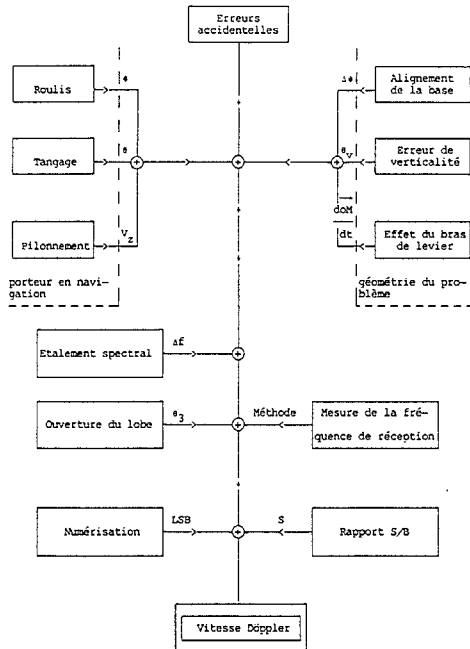 Erreurs
accidentelles
Roulis
Δφ
Alignement
de la base
Tangage
θ
θv
Erreur de
verticalité
doM
Pilonnement
Vz
dt
Effet du bras
de levier
porteur en navi-
gation
géométrie du pro-
blème
Etalement spectral
Δf
Ouverture du lobe
θ3
Méthode
Mesure de la fré-
quence de réception
Numérisation
LSB
S
Rapport S/B
Vitesse Döppler